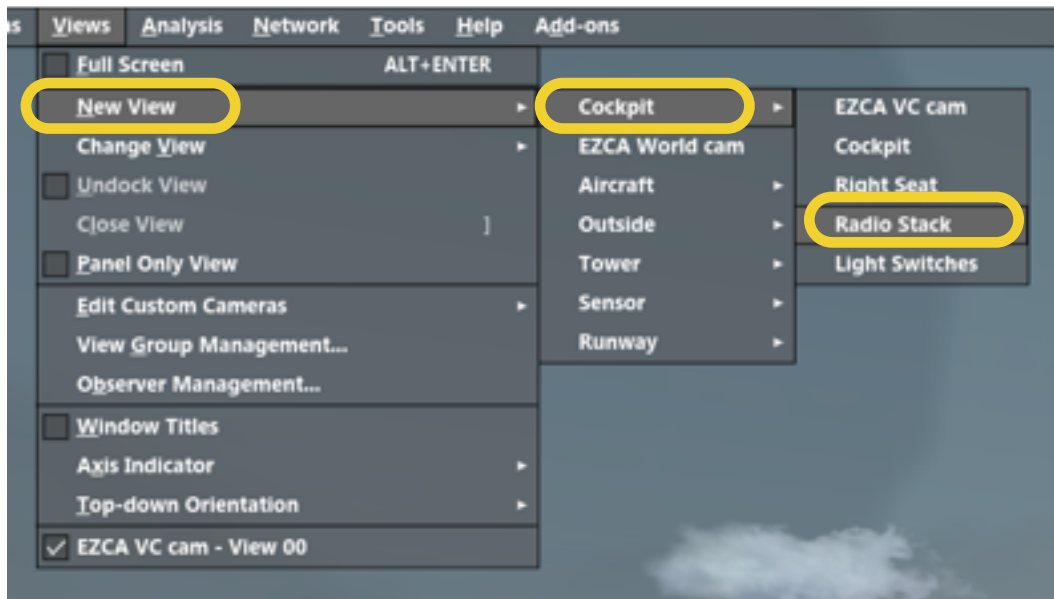 Views Analysis Network Tools Help Add-ons
Full Screen ALT+ENTER
New View
Change View
Undock View
Close View ]
Panel Only View
Edit Custom Cameras
View Group Management...
Observer Management...
Window Titles
Axis Indicator
Top-down Orientation
EZCA VC cam - View 00
Cockpit
EZCA World cam
Aircraft
Outside
Tower
Sensor
Runway
EZCA VC cam
Cockpit
Right Seat
Radio Stack
Light Switches